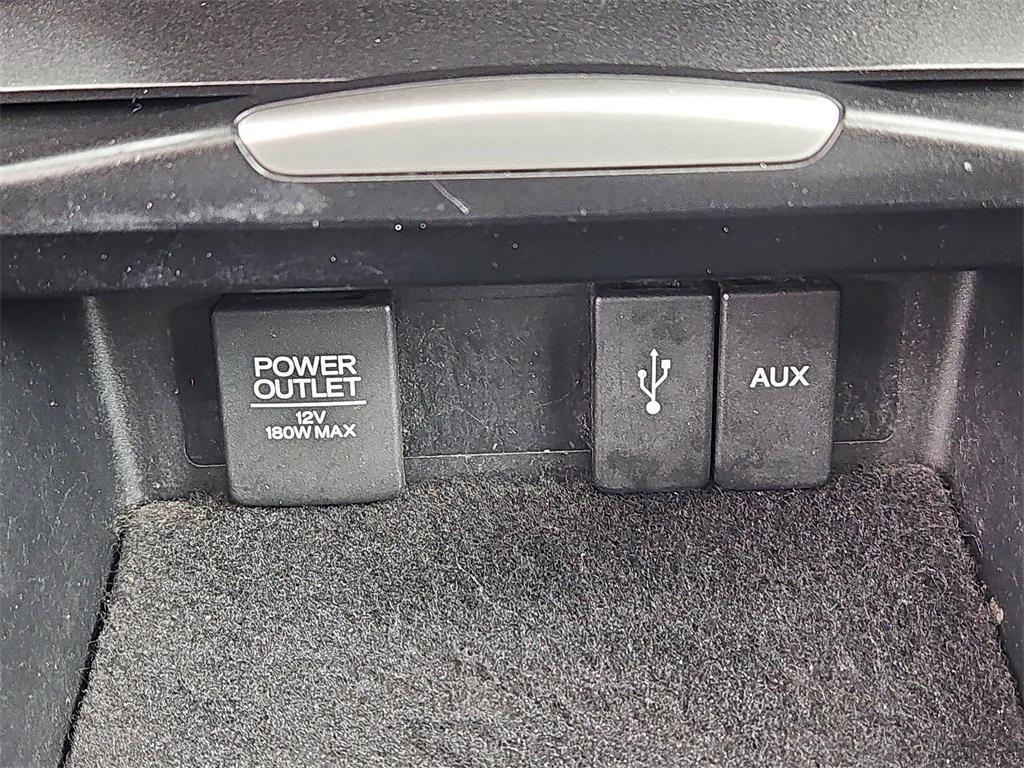 POWER
OUTLET
12V
180W MAX
AUX